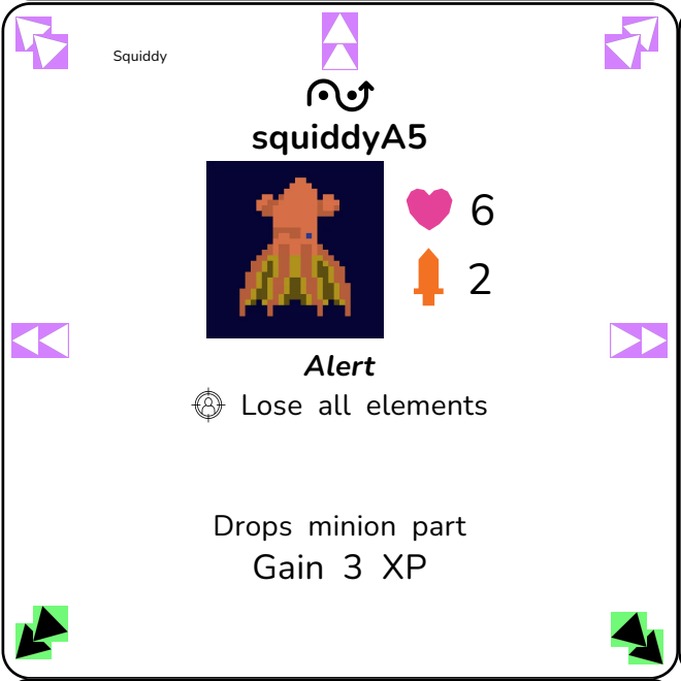 Squiddy
squiddyA5
6
2
Alert
Lose all elements
Drops minion part
Gain 3 XP